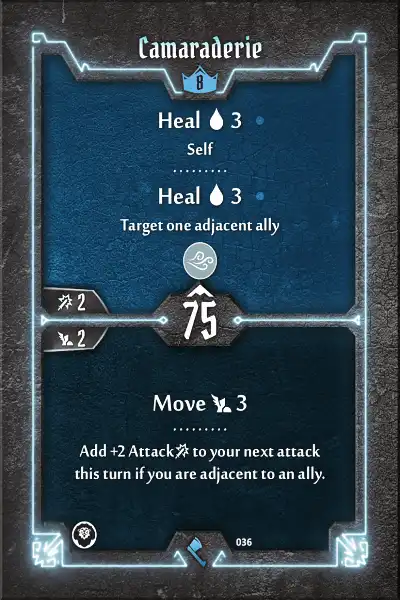 Camaraderie
8
Heal 3
Self
Heal 3
Target one adjacent ally
2
75
2
Move 3
Add +2 Attack to your next attack
this turn if you are adjacent to an ally.
036